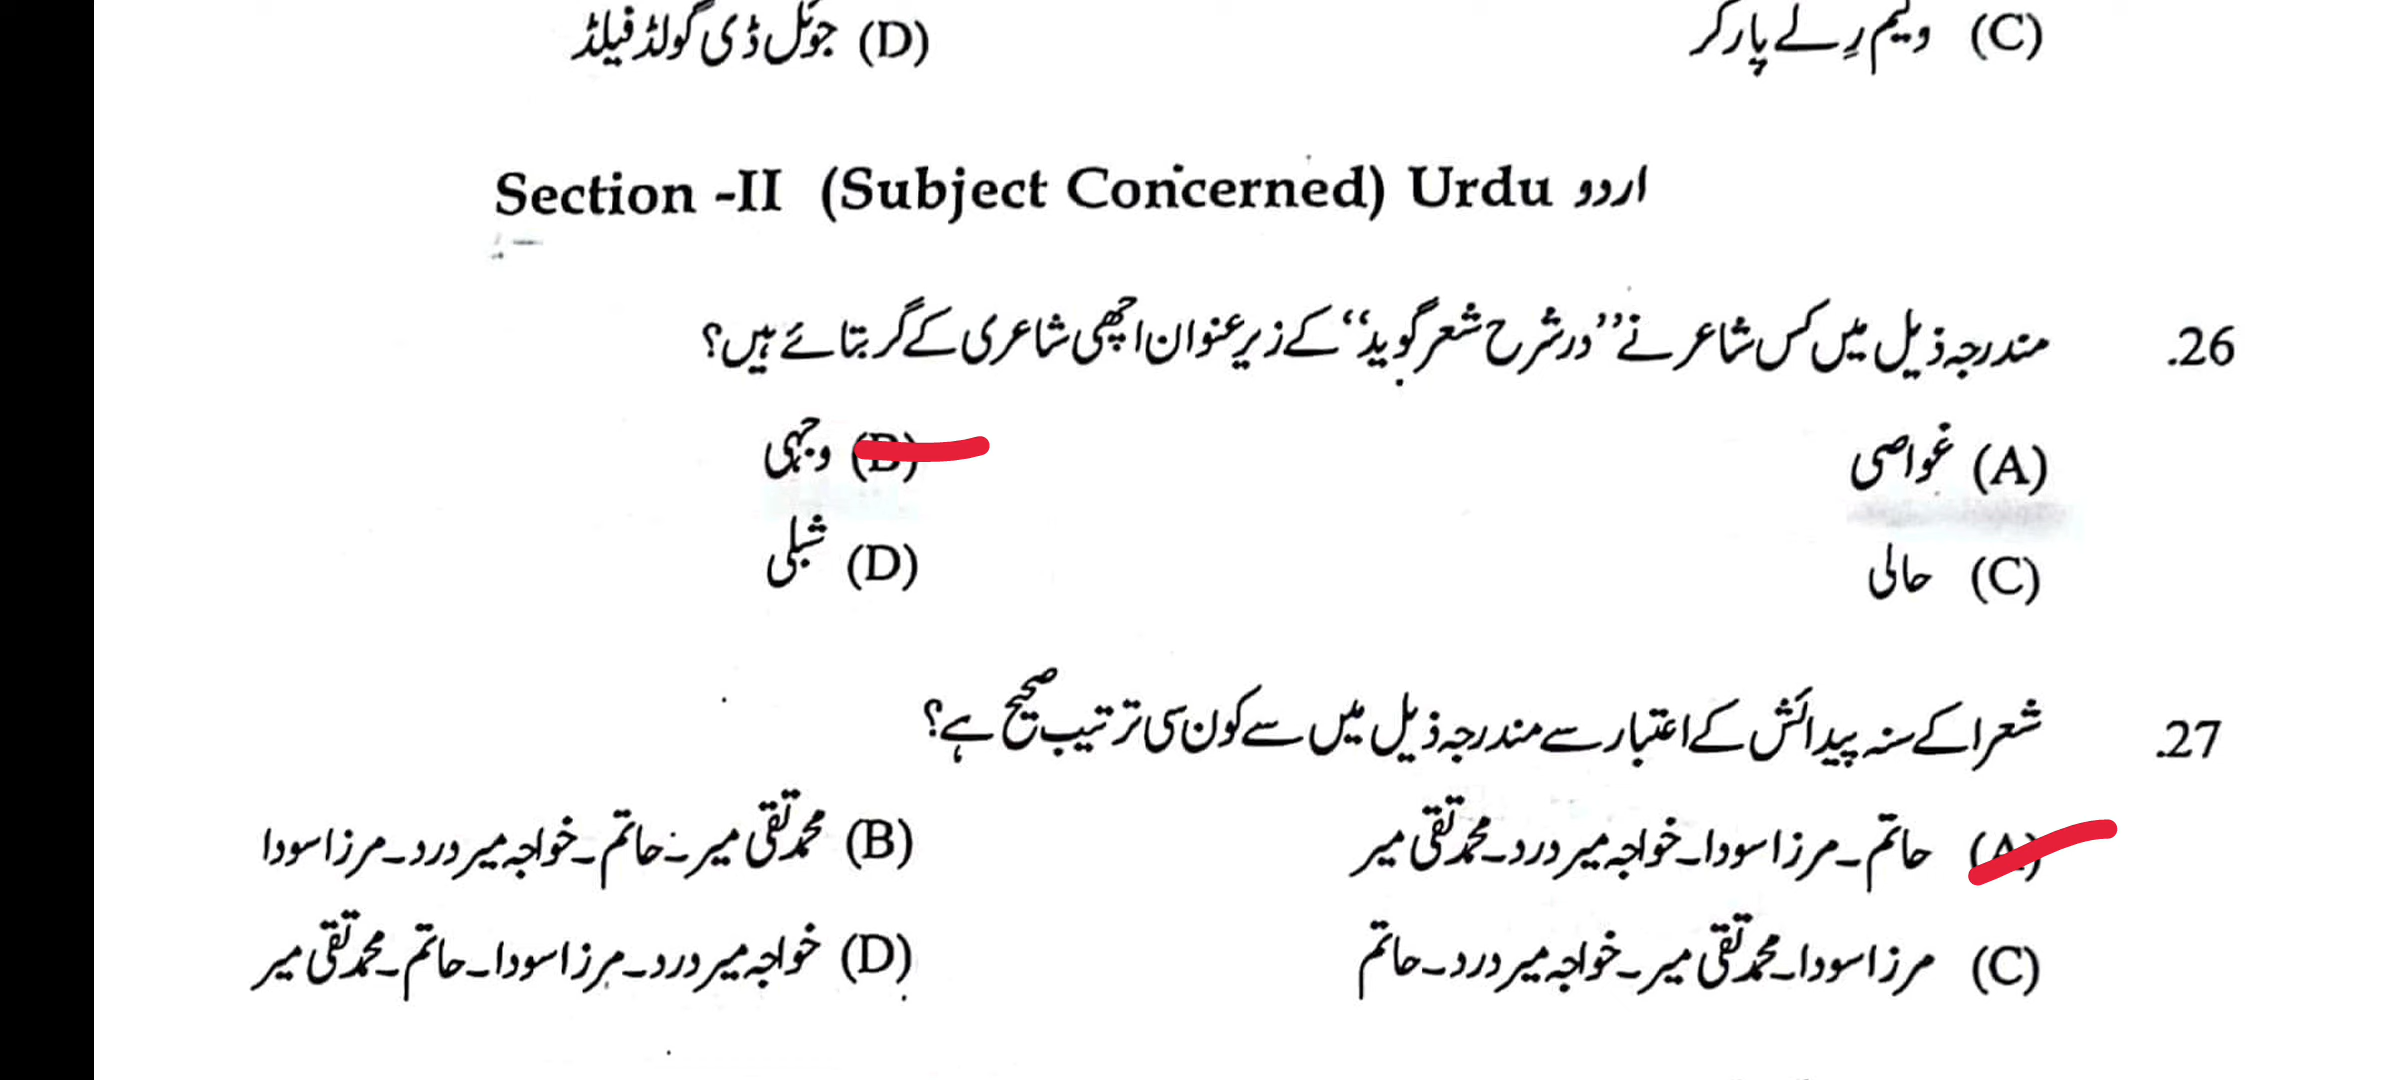 (C) ولیم رِلے پارکر (D) جوئل ڈی گولڈ فیلڈ
Section -II (Subject Concerned) Urdu اردو
.26 مندرجہ ذیل میں کس شاعر نے ’’درشرح شعر گوید‘‘ کے زیر عنوان اچھی شاعری کے گر بتائے ہیں؟
(A) غواصی (B) وجہی
(C) حالی (D) شبلی
.27 شعرا کے سنہ پیدائش کے اعتبار سے مندرجہ ذیل میں سے کون سی ترتیب صحیح ہے؟
(A) حاتم۔مرزا سودا۔خواجہ میر درد۔محمد تقی میر (B) محمد تقی میر۔حاتم۔خواجہ میر درد۔مرزا سودا
(C) مرزا سودا۔محمد تقی میر۔خواجہ میر درد۔حاتم (D) خواجہ میر درد۔مرزا سودا۔حاتم۔محمد تقی میر